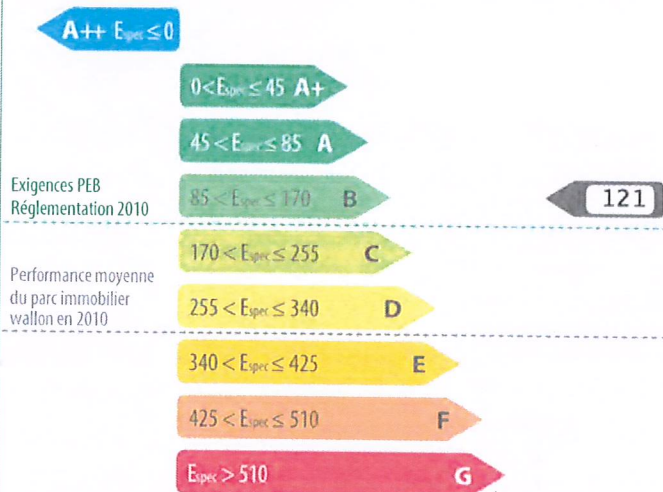 A++ Espec ≤ 0
0 < Espec ≤ 45 A+
45 < Espec ≤ 85 A
Exigences PEB
Réglementation 2010
85 < Espec ≤ 170 B
121
170 < Espec ≤ 255 C
Performance moyenne
du parc immobilier
wallon en 2010
255 < Espec ≤ 340 D
340 < Espec ≤ 425 E
425 < Espec ≤ 510 F
Espec > 510 G